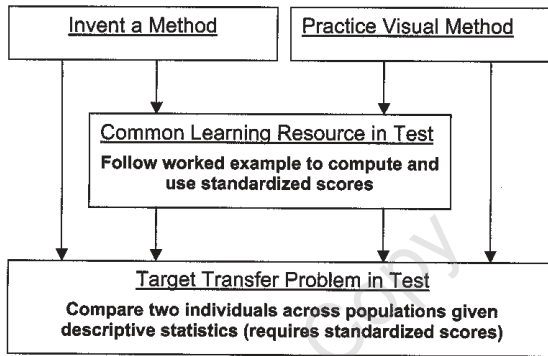 Invent a Method
Practice Visual Method
Common Learning Resource in Test
Follow worked example to compute and
use standardized scores
Target Transfer Problem in Test
Compare two individuals across populations given
descriptive statistics (requires standardized scores)
Copy